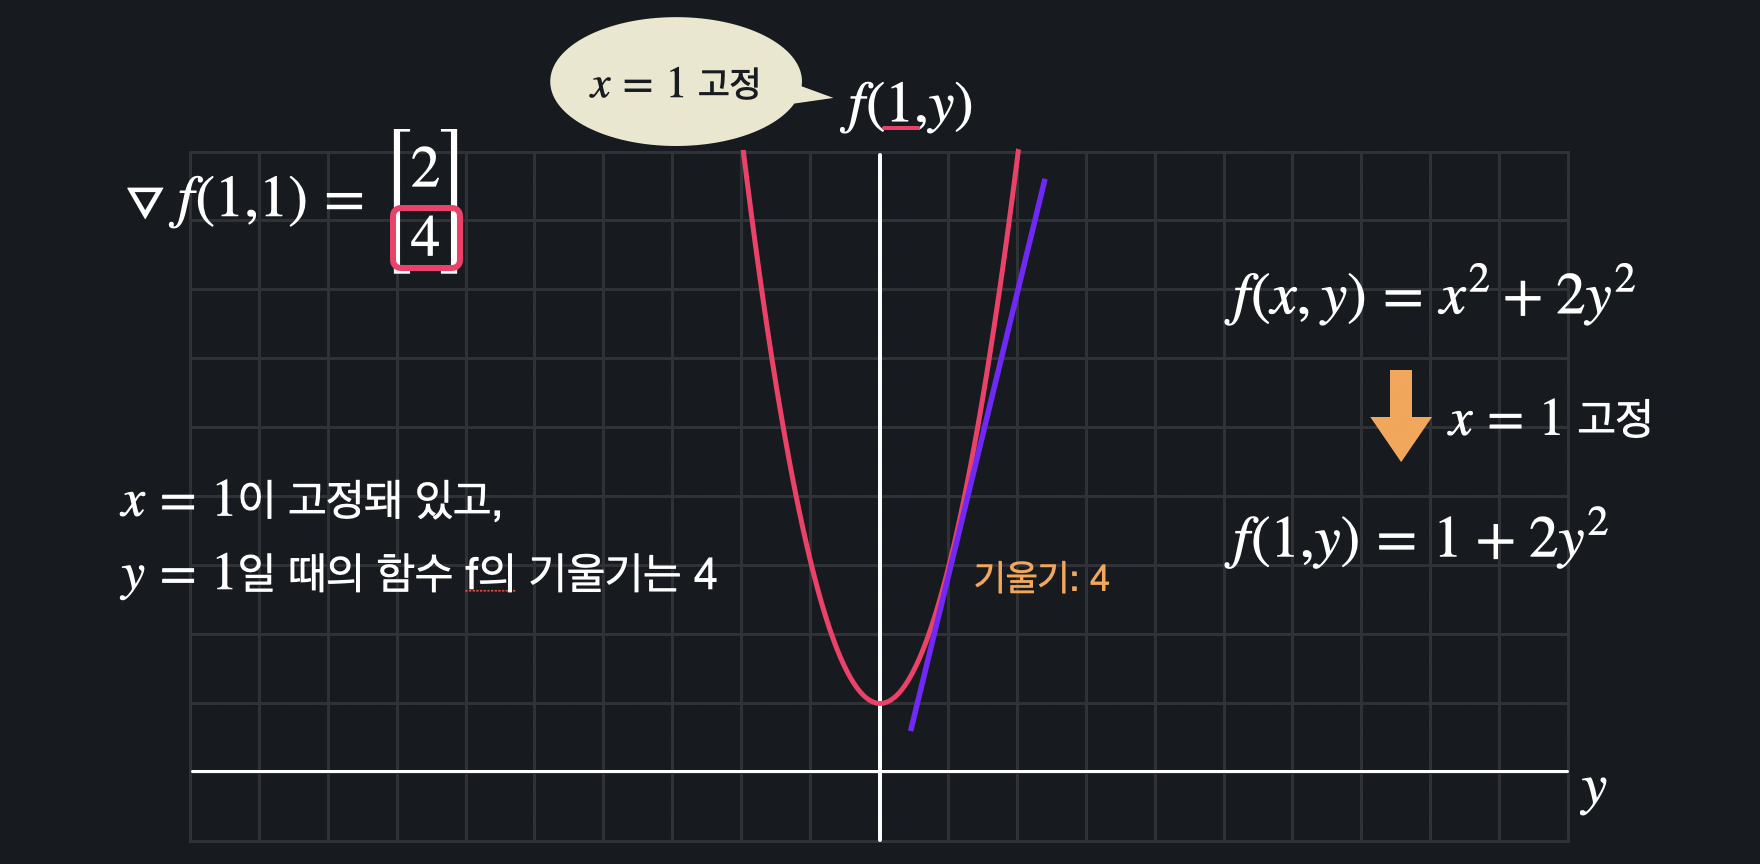 x = 1 고정
f(1,y)
▽f(1,1) = [2 4]
f(x, y) = x² + 2y²
x = 1 고정
f(1,y) = 1 + 2y²
x = 1이 고정돼 있고,
y = 1일 때의 함수 f의 기울기는 4
기울기: 4
y